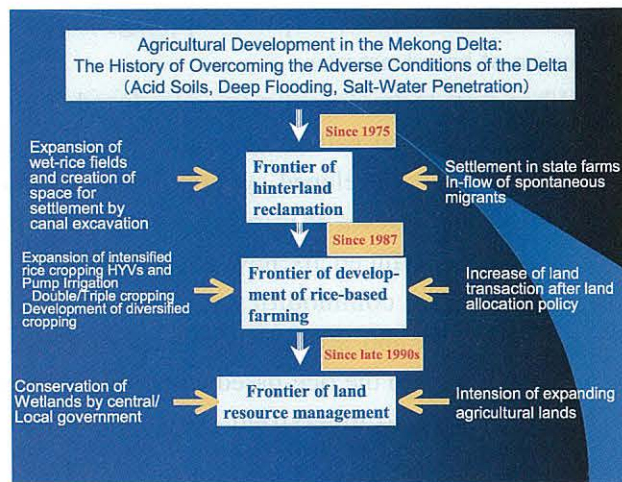 Agricultural Development in the Mekong Delta:
The History of Overcoming the Adverse Conditions of the Delta
(Acid Soils, Deep Flooding, Salt-Water Penetration)
Since 1975
Expansion of
wet-rice fields
and creation of
space for
settlement by
canal excavation
Frontier of
hinterland
reclamation
Settlement in state farms
In-flow of spontaneous
migrants
Since 1987
Expansion of intensified
rice cropping HYVs and
Pump Irrigation
Double/Triple cropping
Development of diversified
cropping
Frontier of develop-
ment of rice-based
farming
Increase of land
transaction after land
allocation policy
Since late 1990s
Conservation of
Wetlands by central/
Local government
Frontier of land
resource management
Intension of expanding
agricultural lands